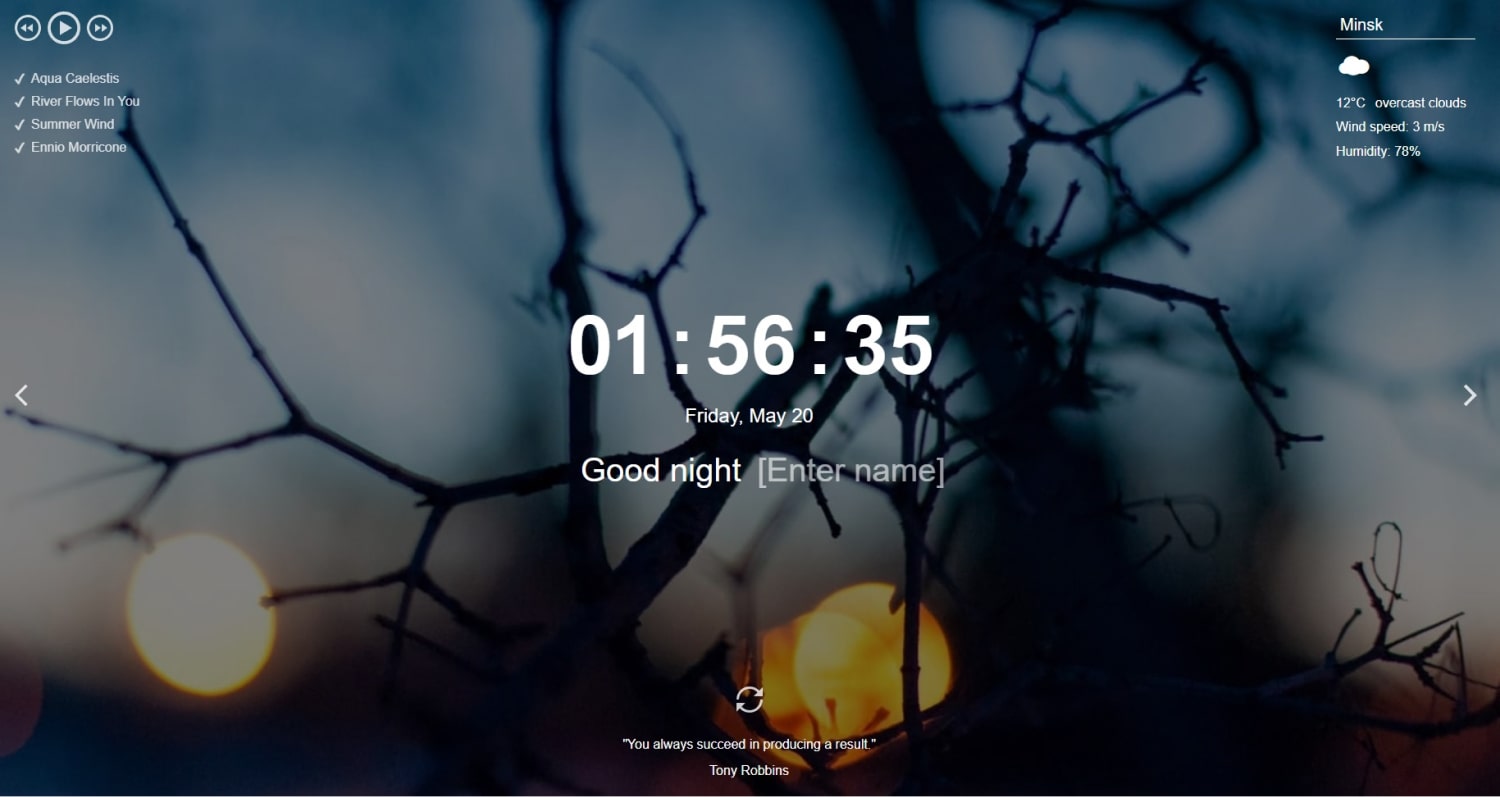 Minsk
Aqua Caelestis
River Flows In You
Summer Wind
Ennio Morricone
12°C overcast clouds
Wind speed: 3 m/s
Humidity: 78%
01 : 56 : 35
Friday, May 20
Good night [Enter name]
"You always succeed in producing a result."
Tony Robbins